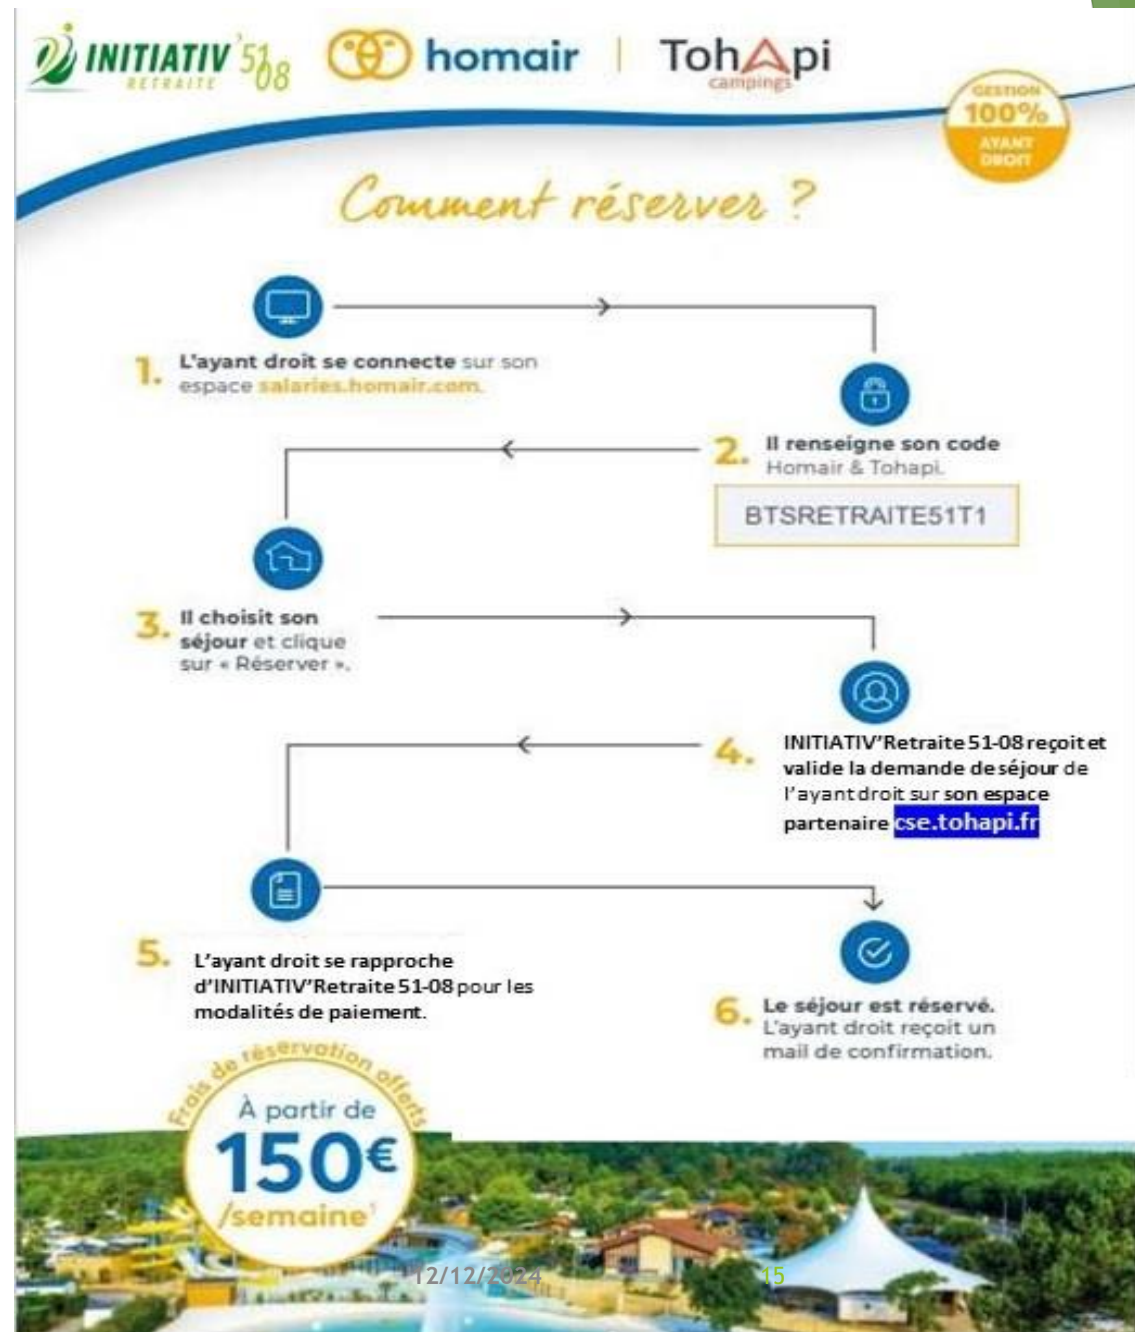 INITIATIV'5108
RETRAITE
homair
TohApi
campings
GESTION
100%
AYANT
DROIT
Comment réserver ?
1. L'ayant droit se connecte sur son
espace salaries.homair.com.
2. Il renseigne son code
Homair & Tohapi.
BTSRETRAITE51T1
3. Il choisit son
séjour et clique
sur « Réserver ».
4. INITIATIV'Retraite 51-08 reçoit et
valide la demande de séjour de
l'ayant droit sur son espace
partenaire cse.tohapi.fr
5. L'ayant droit se rapproche
d'INITIATIV'Retraite 51-08 pour les
modalités de paiement.
6. Le séjour est réservé.
L'ayant droit reçoit un
mail de confirmation.
Frais de réservation offerts
À partir de
150€
/semaine¹
12/12/2024
15